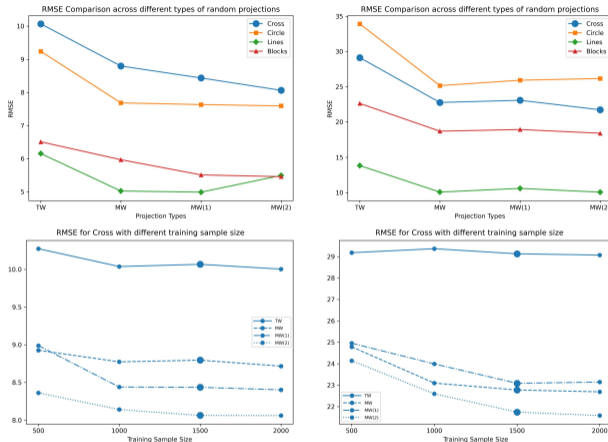 RMSE Comparison across different types of random projections
10
9
8
7
6
5
RMSE
Cross
Circle
Lines
Blocks
TW
MW
MW(1)
MW(2)
Projection Types
RMSE Comparison across different types of random projections
35
30
25
20
15
10
RMSE
Cross
Circle
Lines
Blocks
TW
MW
MW(1)
MW(2)
Projection Types
RMSE for Cross with different training sample size
10.0
9.5
9.0
8.5
8.0
TW
MW
MW(1)
MW(2)
500
1000
1500
2000
Training Sample Size
RMSE for Cross with different training sample size
29
28
27
26
25
24
23
22
TW
MW
MW(1)
MW(2)
500
1000
1500
2000
Training Sample Size